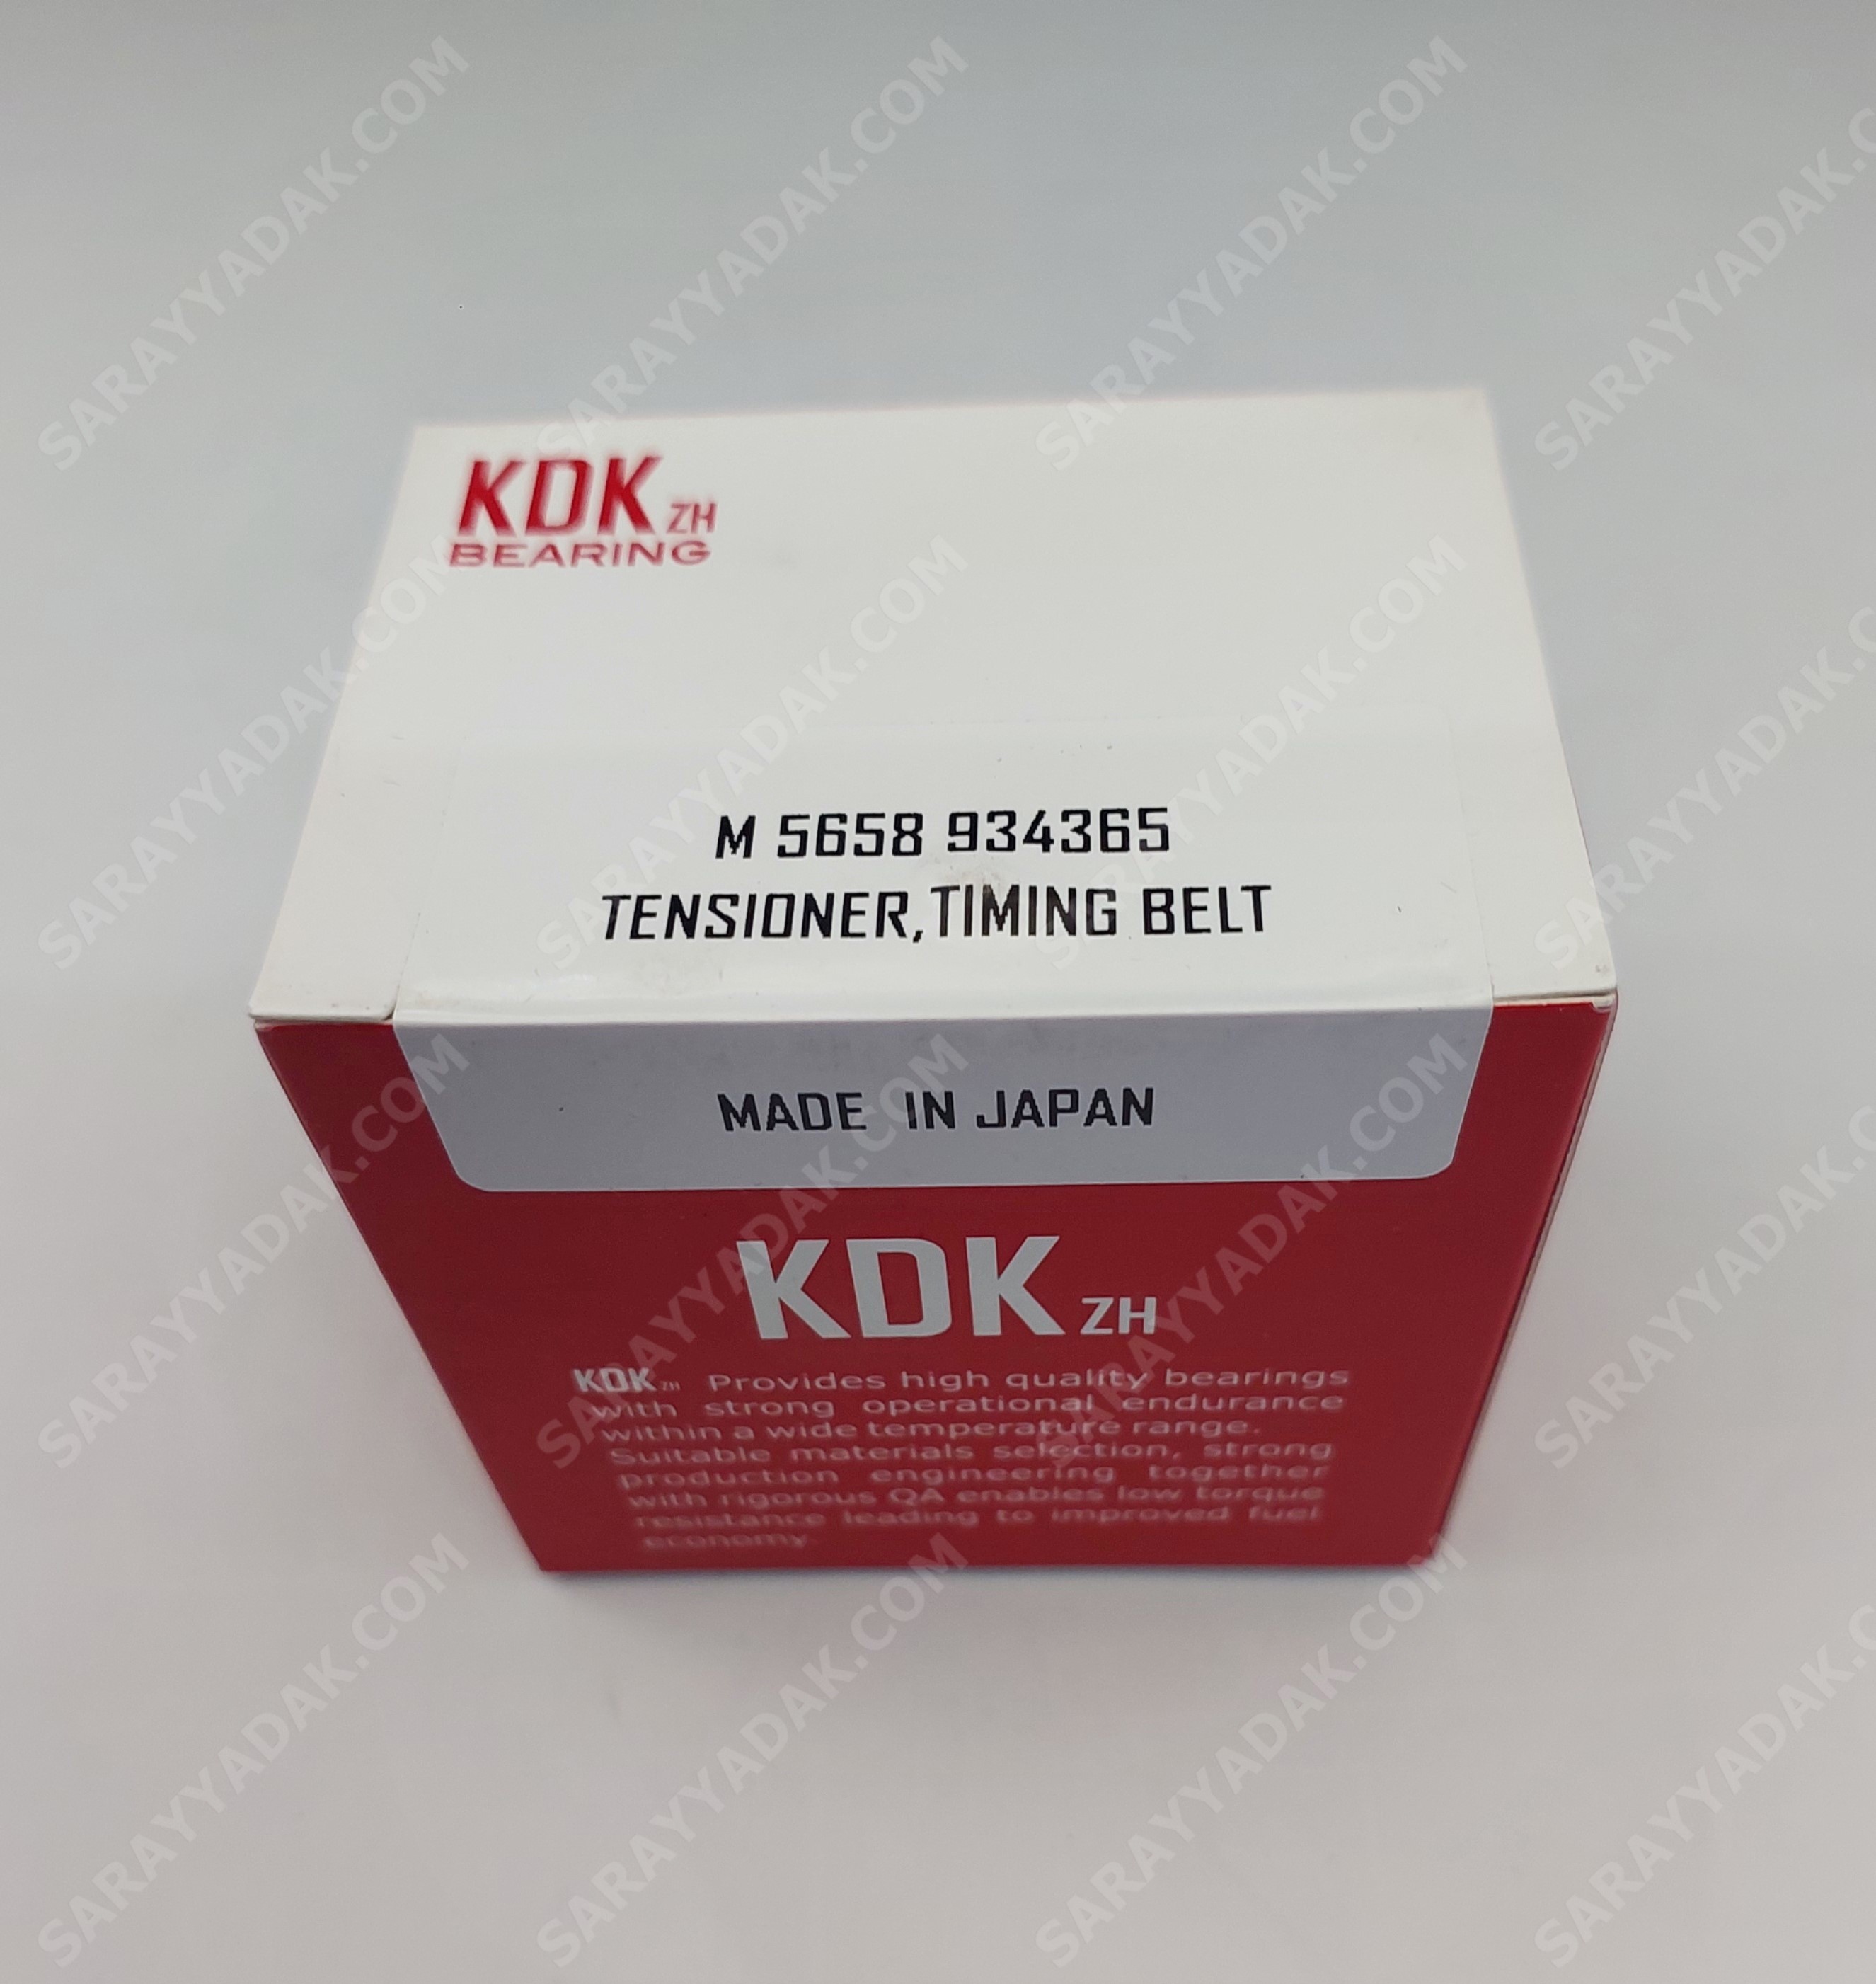 KDK ZH
BEARING
M 5658 934365
TENSIONER,TIMING BELT
MADE IN JAPAN
KDK ZH
KDK ZH Provides high quality bearings
with strong operational endurance
within a wide temperature range.
Suitable materials selection, strong
production engineering together
with rigorous QA enables low torque
resistance leading to improved fuel
economy.
SARAYYADAK.COM